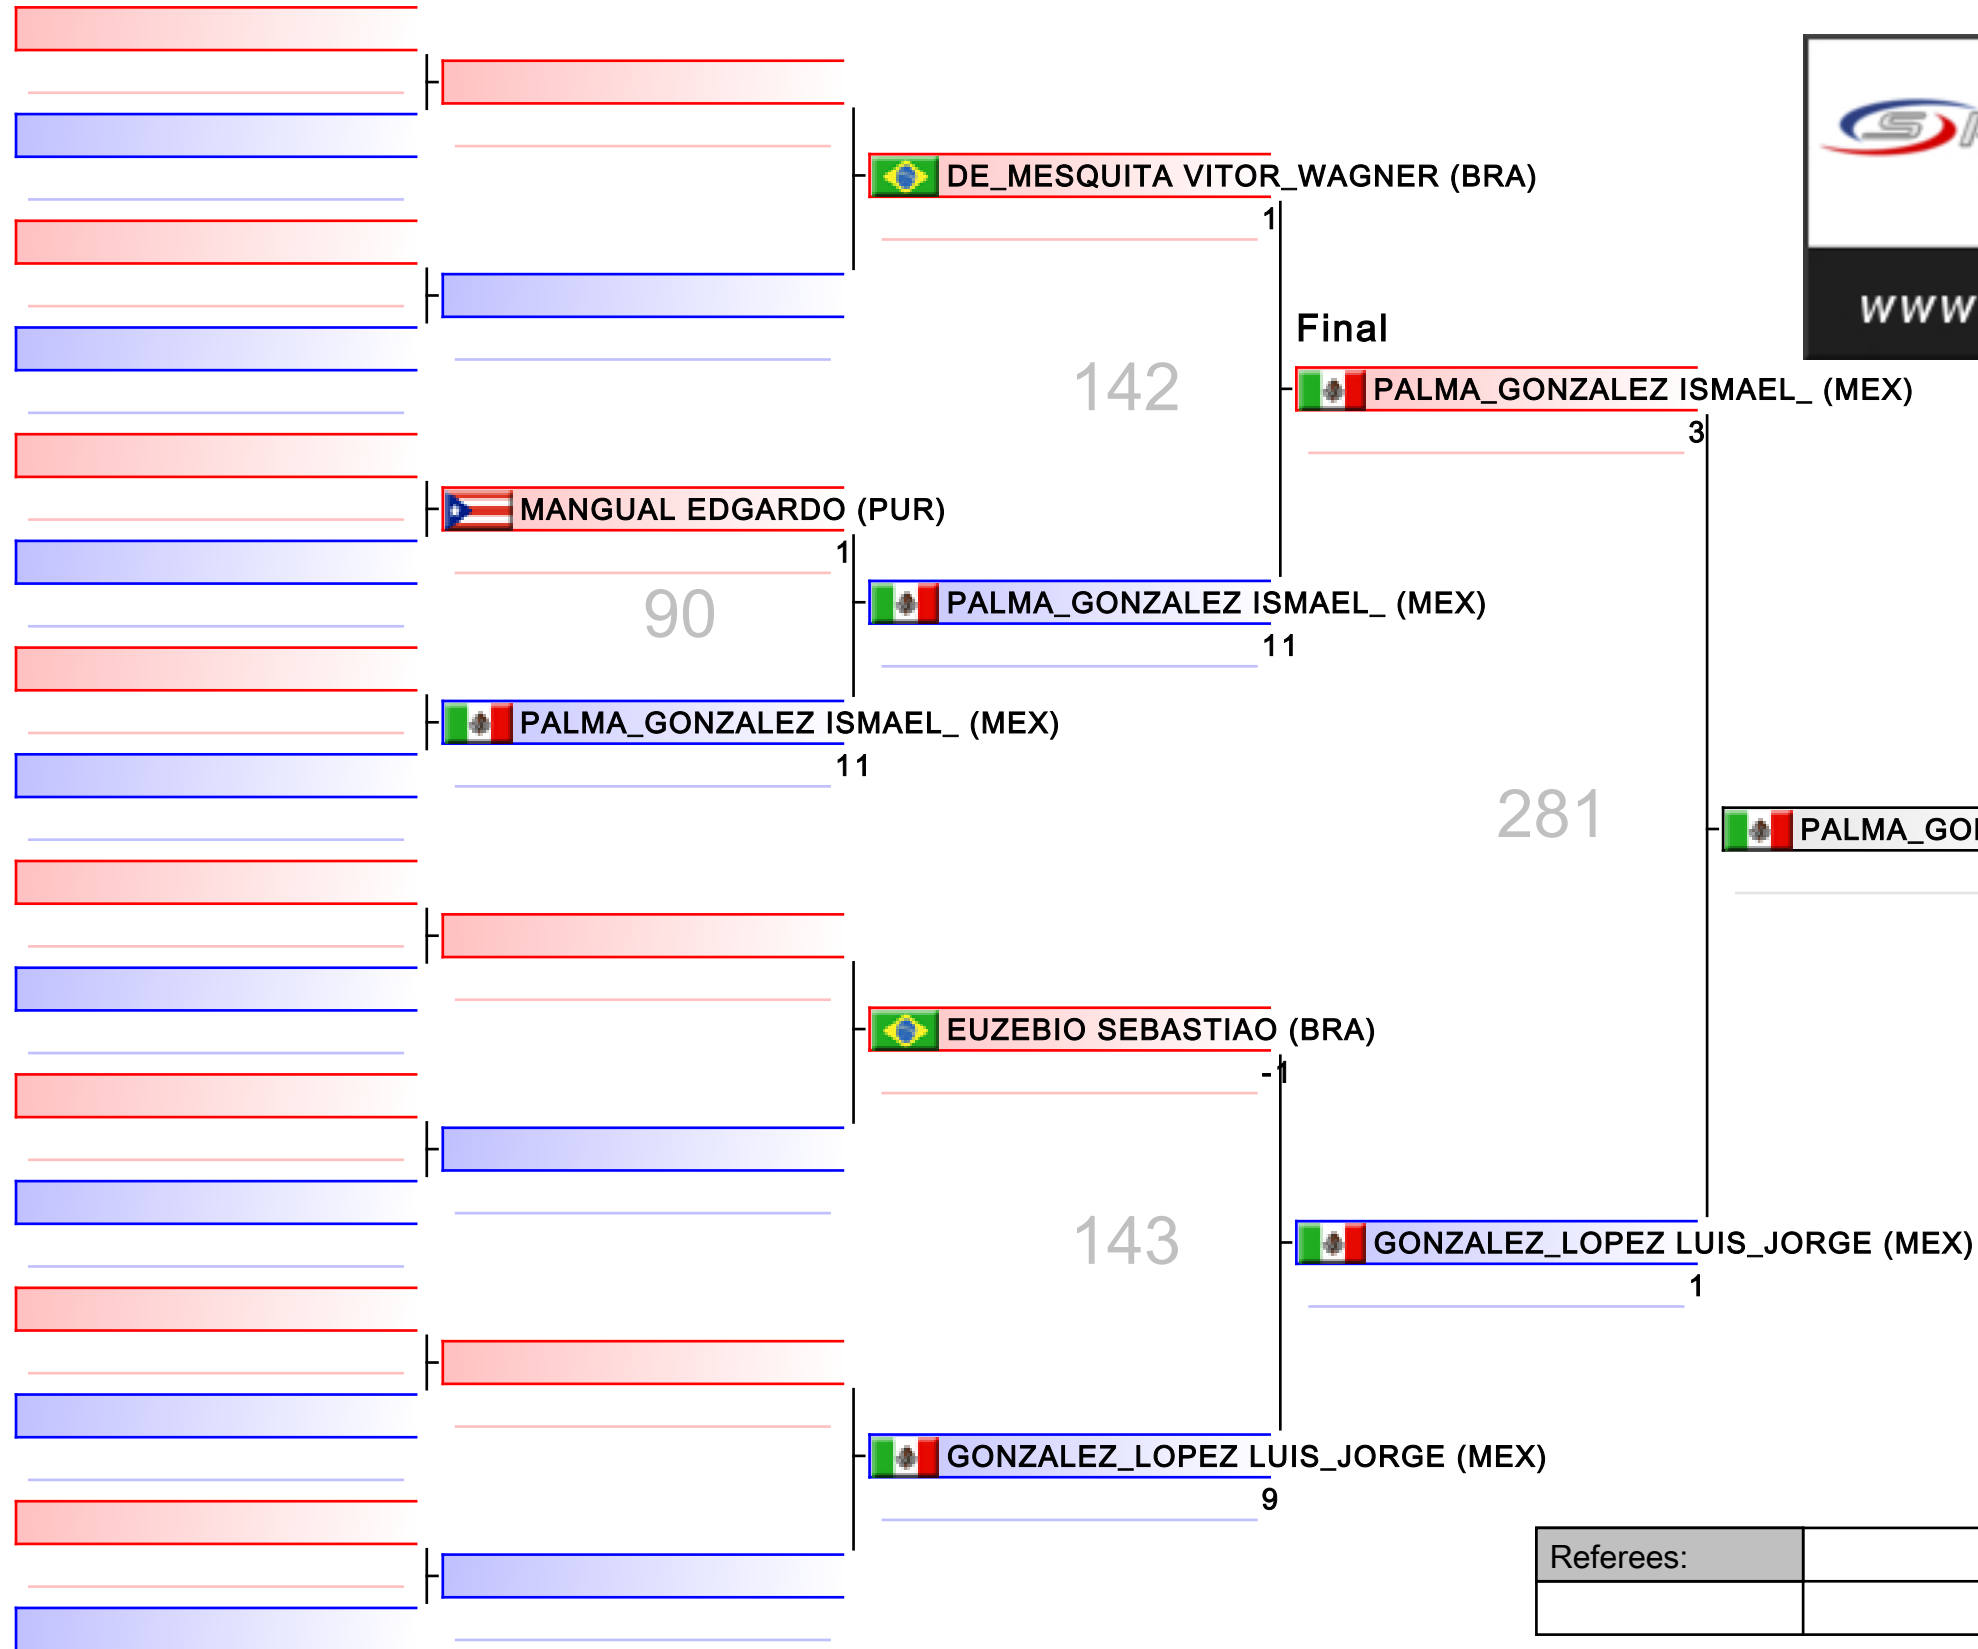 DE_MESQUITA VITOR_WAGNER (BRA)
1
Final
142
PALMA_GONZALEZ ISMAEL_ (MEX)
3
MANGUAL EDGARDO (PUR)
1
90
PALMA_GONZALEZ ISMAEL_ (MEX)
11
PALMA_GONZALEZ ISMAEL_ (MEX)
11
281
PALMA_GO
EUZEBIO SEBASTIAO (BRA)
-1
143
GONZALEZ_LOPEZ LUIS_JORGE (MEX)
1
GONZALEZ_LOPEZ LUIS_JORGE (MEX)
9
Referees:
www
S